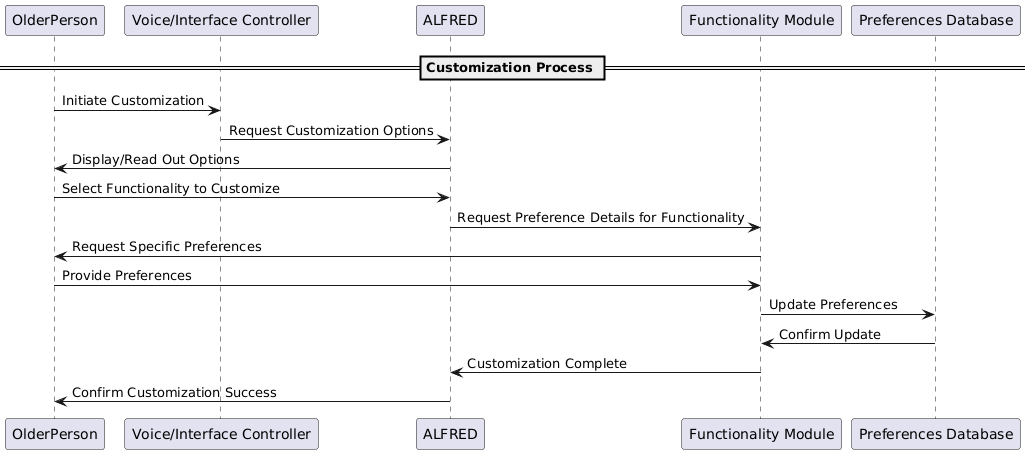 OlderPerson
Voice/Interface Controller
ALFRED
Functionality Module
Preferences Database
Customization Process
Initiate Customization
Request Customization Options
Display/Read Out Options
Select Functionality to Customize
Request Preference Details for Functionality
Request Specific Preferences
Provide Preferences
Update Preferences
Confirm Update
Customization Complete
Confirm Customization Success
OlderPerson
Voice/Interface Controller
ALFRED
Functionality Module
Preferences Database